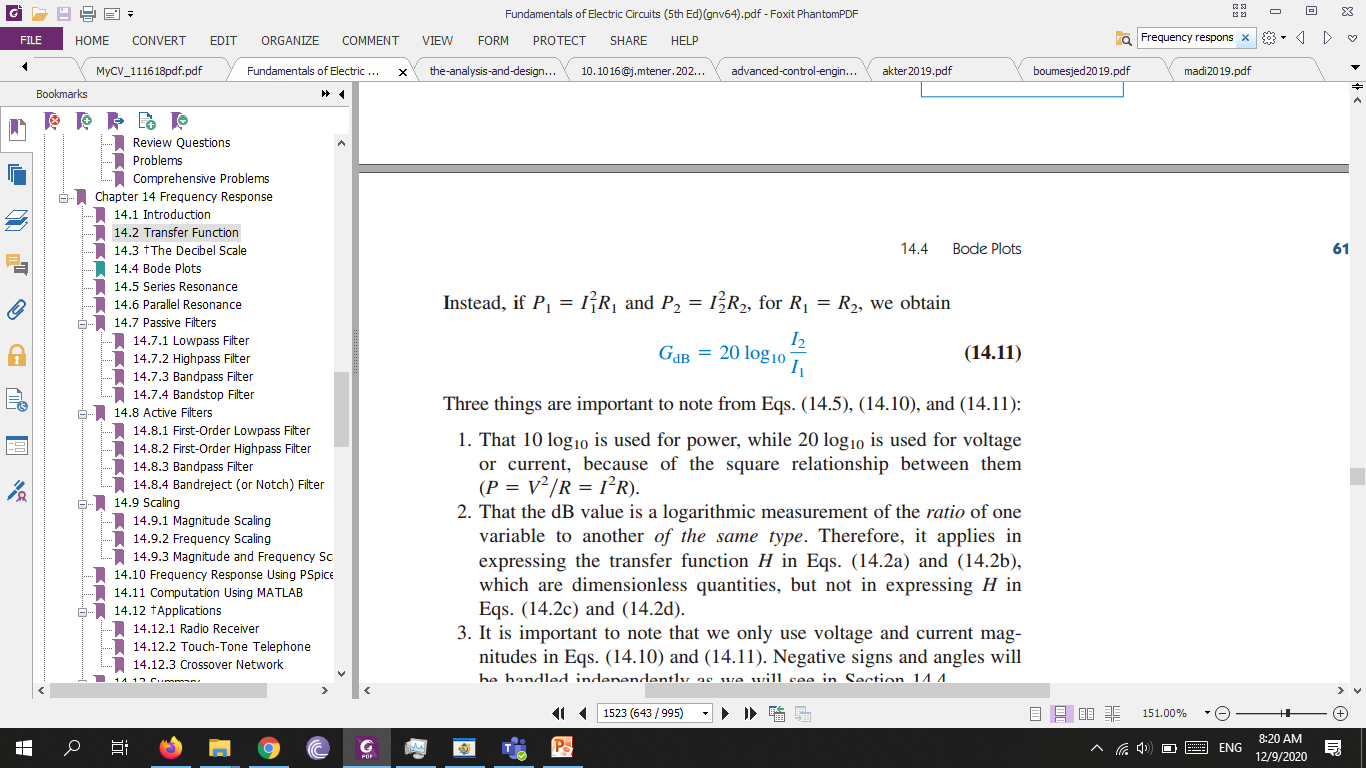 Fundamentals of Electric Circuits (5th Ed)(gnv64).pdf - Foxit PhantomPDF
FILE HOME CONVERT EDIT ORGANIZE COMMENT VIEW FORM PROTECT SHARE HELP
Frequency respons
MyCV_111618pdf.pdf
Fundamentals of Electric ...
the-analysis-and-design...
10.1016@j.mtener.202...
advanced-control-engin...
akter2019.pdf
boumesjed2019.pdf
madi2019.pdf
Bookmarks
Review Questions
Problems
Comprehensive Problems
Chapter 14 Frequency Response
14.1 Introduction
14.2 Transfer Function
14.3 †The Decibel Scale
14.4 Bode Plots
14.5 Series Resonance
14.6 Parallel Resonance
14.7 Passive Filters
14.7.1 Lowpass Filter
14.7.2 Highpass Filter
14.7.3 Bandpass Filter
14.7.4 Bandstop Filter
14.8 Active Filters
14.8.1 First-Order Lowpass Filter
14.8.2 First-Order Highpass Filter
14.8.3 Bandpass Filter
14.8.4 Bandreject (or Notch) Filter
14.9 Scaling
14.9.1 Magnitude Scaling
14.9.2 Frequency Scaling
14.9.3 Magnitude and Frequency Sc
14.10 Frequency Response Using PSpice
14.11 Computation Using MATLAB
14.12 †Applications
14.12.1 Radio Receiver
14.12.2 Touch-Tone Telephone
14.12.3 Crossover Network
14.13 Summary
14.4 Bode Plots 61
Instead, if P₁ = I₁²R₁ and P₂ = I₂²R₂, for R₁ = R₂, we obtain
G_dB = 20 log₁₀ I₂/I₁ (14.11)
Three things are important to note from Eqs. (14.5), (14.10), and (14.11):
1. That 10 log₁₀ is used for power, while 20 log₁₀ is used for voltage
or current, because of the square relationship between them
(P = V²/R = I²R).
2. That the dB value is a logarithmic measurement of the ratio of one
variable to another of the same type. Therefore, it applies in
expressing the transfer function H in Eqs. (14.2a) and (14.2b),
which are dimensionless quantities, but not in expressing H in
Eqs. (14.2c) and (14.2d).
3. It is important to note that we only use voltage and current mag-
nitudes in Eqs. (14.10) and (14.11). Negative signs and angles will
be handled independently as we will see in Section 14.4.
1523 (643 / 995)
151.00%
ENG
8:20 AM
12/9/2020